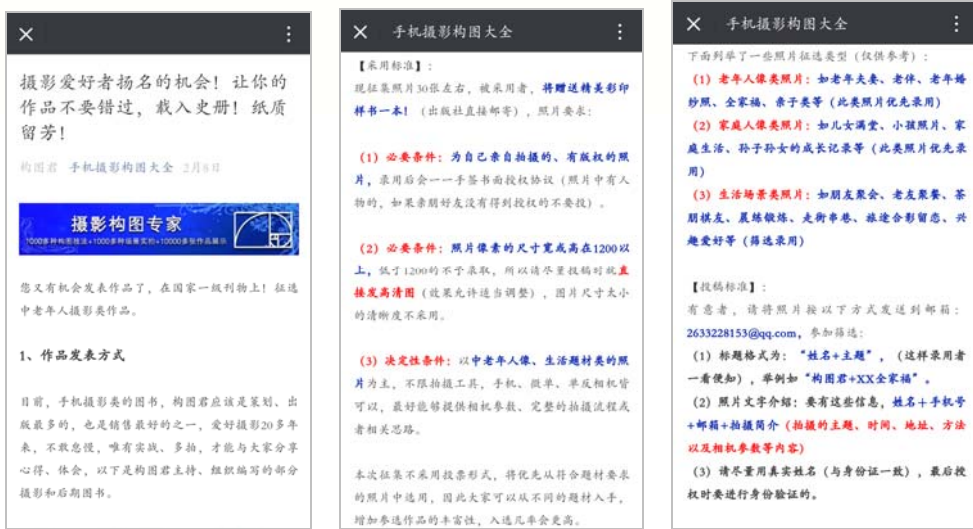 摄影爱好者扬名的机会！让你的
作品不要错过，载入史册！纸质
留芳！
构图君 手机摄影构图大全 2月8日
摄影构图专家
1000多种构图技法+1000多种场景实拍+10000多张作品展示
您又有机会发表作品了，在国家一级刊物上！征选
中老年人摄影类作品。
1、作品发表方式
目前，手机摄影类的图书，构图君应该是策划、出
版最多的，也是销售最好的之一，爱好摄影20多年
来，不敢怠慢，唯有实战、多拍，才能与大家分享
心得、体会，以下是构图君主持、组织编写的部分
摄影和后期图书。
手机摄影构图大全
【采用标准】：
现征集照片30张左右，被采用者，将赠送精美彩印
样书一本！（出版社直接邮寄），照片要求：
（1）必要条件：为自己亲自拍摄的、有版权的照
片，录用后会一一手签书面授权协议（照片中有人
物的，如果亲朋好友没有得到授权的不要投）。
（2）必要条件：照片像素的尺寸宽或高在1200以
上，低于1200的不予录取，所以请尽量投稿时就直
接发高清图（效果允许适当调整），图片尺寸太小
的清晰度不采用。
（3）决定性条件：以中老年人像、生活题材类的照
片为主，不限拍摄工具，手机、微单、单反相机皆
可以，最好能够提供相机参数、完整的拍摄流程或
者相关思路。
本次征集不采用投票形式，将优先从符合题材要求
的照片中选用，因此大家可以从不同的题材入手，
增加参选作品的丰富性，入选几率会更高。
手机摄影构图大全
下面列举了一些照片征选类型（仅供参考）：
（1）老年人像类照片：如老年夫妻、老伴、老年婚
纱照、全家福、亲子类等（此类照片优先录用）
（2）家庭人像类照片：如儿女满堂、小孩照片、家
庭生活、孙子孙女的成长记录等（此类照片优先录
用）
（3）生活场景类照片：如朋友聚会、老友聚餐、茶
朋棋友、晨练锻炼、走街串巷、旅途合影留恋、兴
趣爱好等（筛选录用）
【投稿标准】：
有意者，请将照片按以下方式发送到邮箱：
2633228153@qq.com，参加筛选：
（1）标题格式为：“姓名+主题”，（这样录用者
一看便知），举例如“构图君+XX全家福”。
（2）照片文字介绍：要有这些信息，姓名+手机号
+邮箱+拍摄简介（拍摄的主题、时间、地址、方法
以及相机参数等内容）
（3）请尽量用真实姓名（与身份证一致），最后授
权时要进行身份验证的。